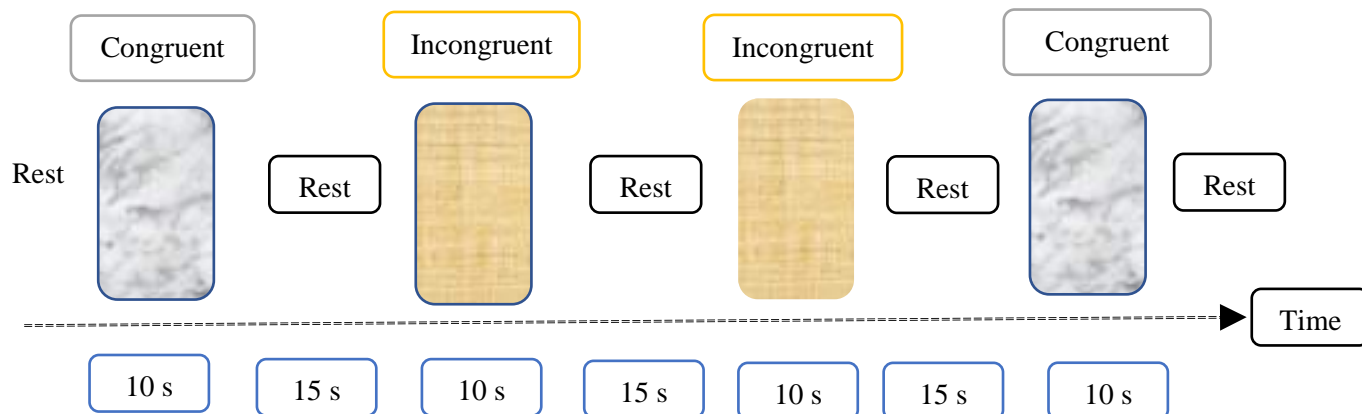 Congruent
Incongruent
Incongruent
Congruent
Rest
Rest
Rest
Rest
Rest
Time
10 s
15 s
10 s
15 s
10 s
15 s
10 s